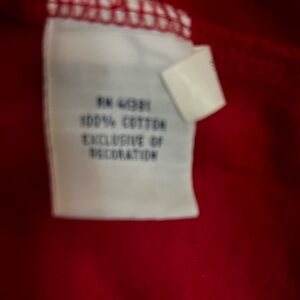 RN 41381
100% COTTON
EXCLUSIVE OF
DECORATION